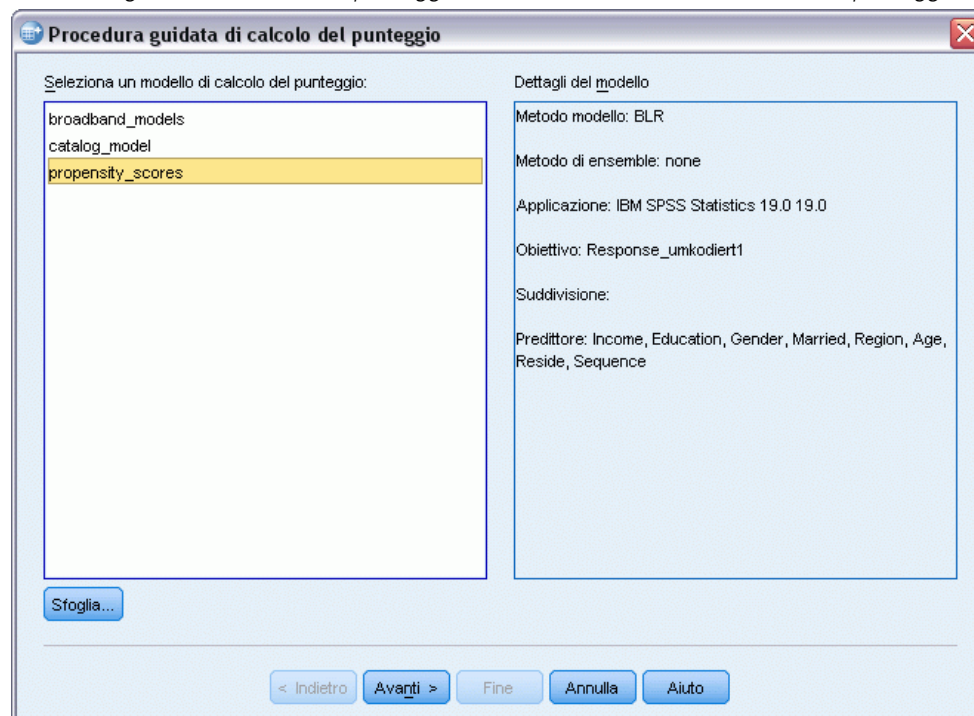 Procedura guidata di calcolo del punteggio
Seleziona un modello di calcolo del punteggio:
broadband_models
catalog_model
propensity_scores
Sfoglia...
Dettagli del modello
Metodo modello: BLR
Metodo di ensemble: none
Applicazione: IBM SPSS Statistics 19.0 19.0
Obiettivo: Response_umkodiert1
Suddivisione:
Predittore: Income, Education, Gender, Married, Region, Age,
Reside, Sequence
< Indietro
Avanti >
Fine
Annulla
Aiuto